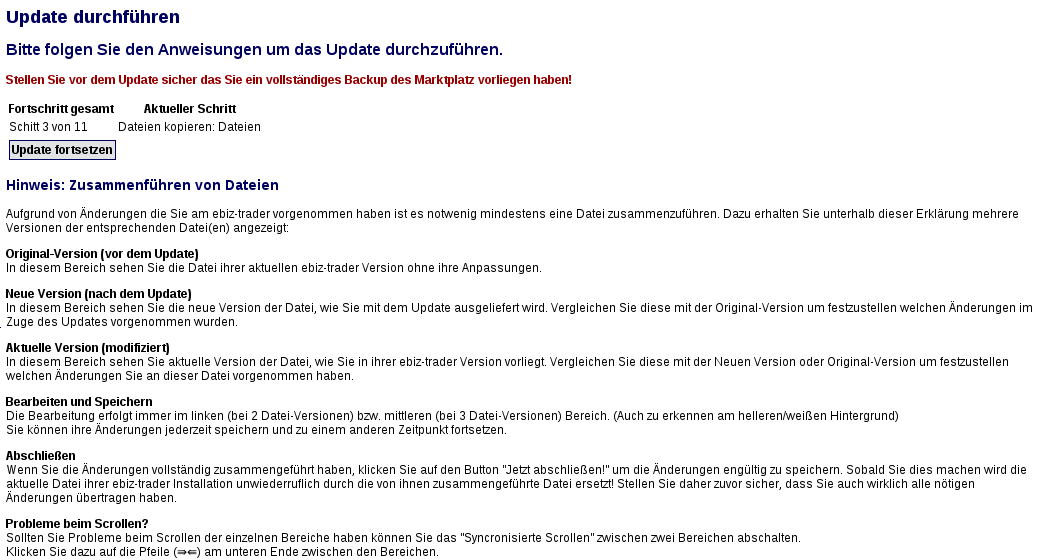 Update durchführen
Bitte folgen Sie den Anweisungen um das Update durchzuführen.
Stellen Sie vor dem Update sicher das Sie ein vollständiges Backup des Marktplatz vorliegen haben!
Fortschritt gesamt Aktueller Schritt
Schitt 3 von 11 Dateien kopieren: Dateien
Update fortsetzen
Hinweis: Zusammenführen von Dateien
Aufgrund von Änderungen die Sie am ebiz-trader vorgenommen haben ist es notwenig mindestens eine Datei zusammenzuführen. Dazu erhalten Sie unterhalb dieser Erklärung mehrere
Versionen der entsprechenden Datei(en) angezeigt:
Original-Version (vor dem Update)
In diesem Bereich sehen Sie die Datei ihrer aktuellen ebiz-trader Version ohne ihre Anpassungen.
Neue Version (nach dem Update)
In diesem Bereich sehen Sie die neue Version der Datei, wie Sie mit dem Update ausgeliefert wird. Vergleichen Sie diese mit der Original-Version um festzustellen welchen Änderungen im
Zuge des Updates vorgenommen wurden.
Aktuelle Version (modifiziert)
In diesem Bereich sehen Sie aktuelle Version der Datei, wie Sie in ihrer ebiz-trader Version vorliegt. Vergleichen Sie diese mit der Neuen Version oder Original-Version um festzustellen
welchen Änderungen Sie an dieser Datei vorgenommen haben.
Bearbeiten und Speichern
Die Bearbeitung erfolgt immer im linken (bei 2 Datei-Versionen) bzw. mittleren (bei 3 Datei-Versionen) Bereich. (Auch zu erkennen am helleren/weißen Hintergrund)
Sie können ihre Änderungen jederzeit speichern und zu einem anderen Zeitpunkt fortsetzen.
Abschließen
Wenn Sie die Änderungen vollständig zusammengeführt haben, klicken Sie auf den Button "Jetzt abschließen!" um die Änderungen engültig zu speichern. Sobald Sie dies machen wird die
aktuelle Datei ihrer ebiz-trader Installation unwiederruflich durch die von ihnen zusammengeführte Datei ersetzt! Stellen Sie daher zuvor sicher, dass Sie auch wirklich alle nötigen
Änderungen übertragen haben.
Probleme beim Scrollen?
Sollten Sie Probleme beim Scrollen der einzelnen Bereiche haben können Sie das "Syncronisierte Scrollen" zwischen zwei Bereichen abschalten.
Klicken Sie dazu auf die Pfeile (⇒⇐) am unteren Ende zwischen den Bereichen.